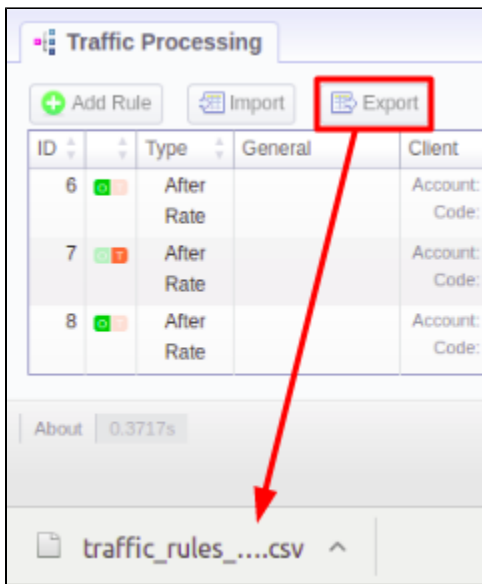 Traffic Processing
Add Rule Import Export
ID Type General Client
6 O T After Rate Account: Code:
7 O T After Rate Account: Code:
8 O T After Rate Account: Code:
About 0.3717s
traffic_rules_....csv